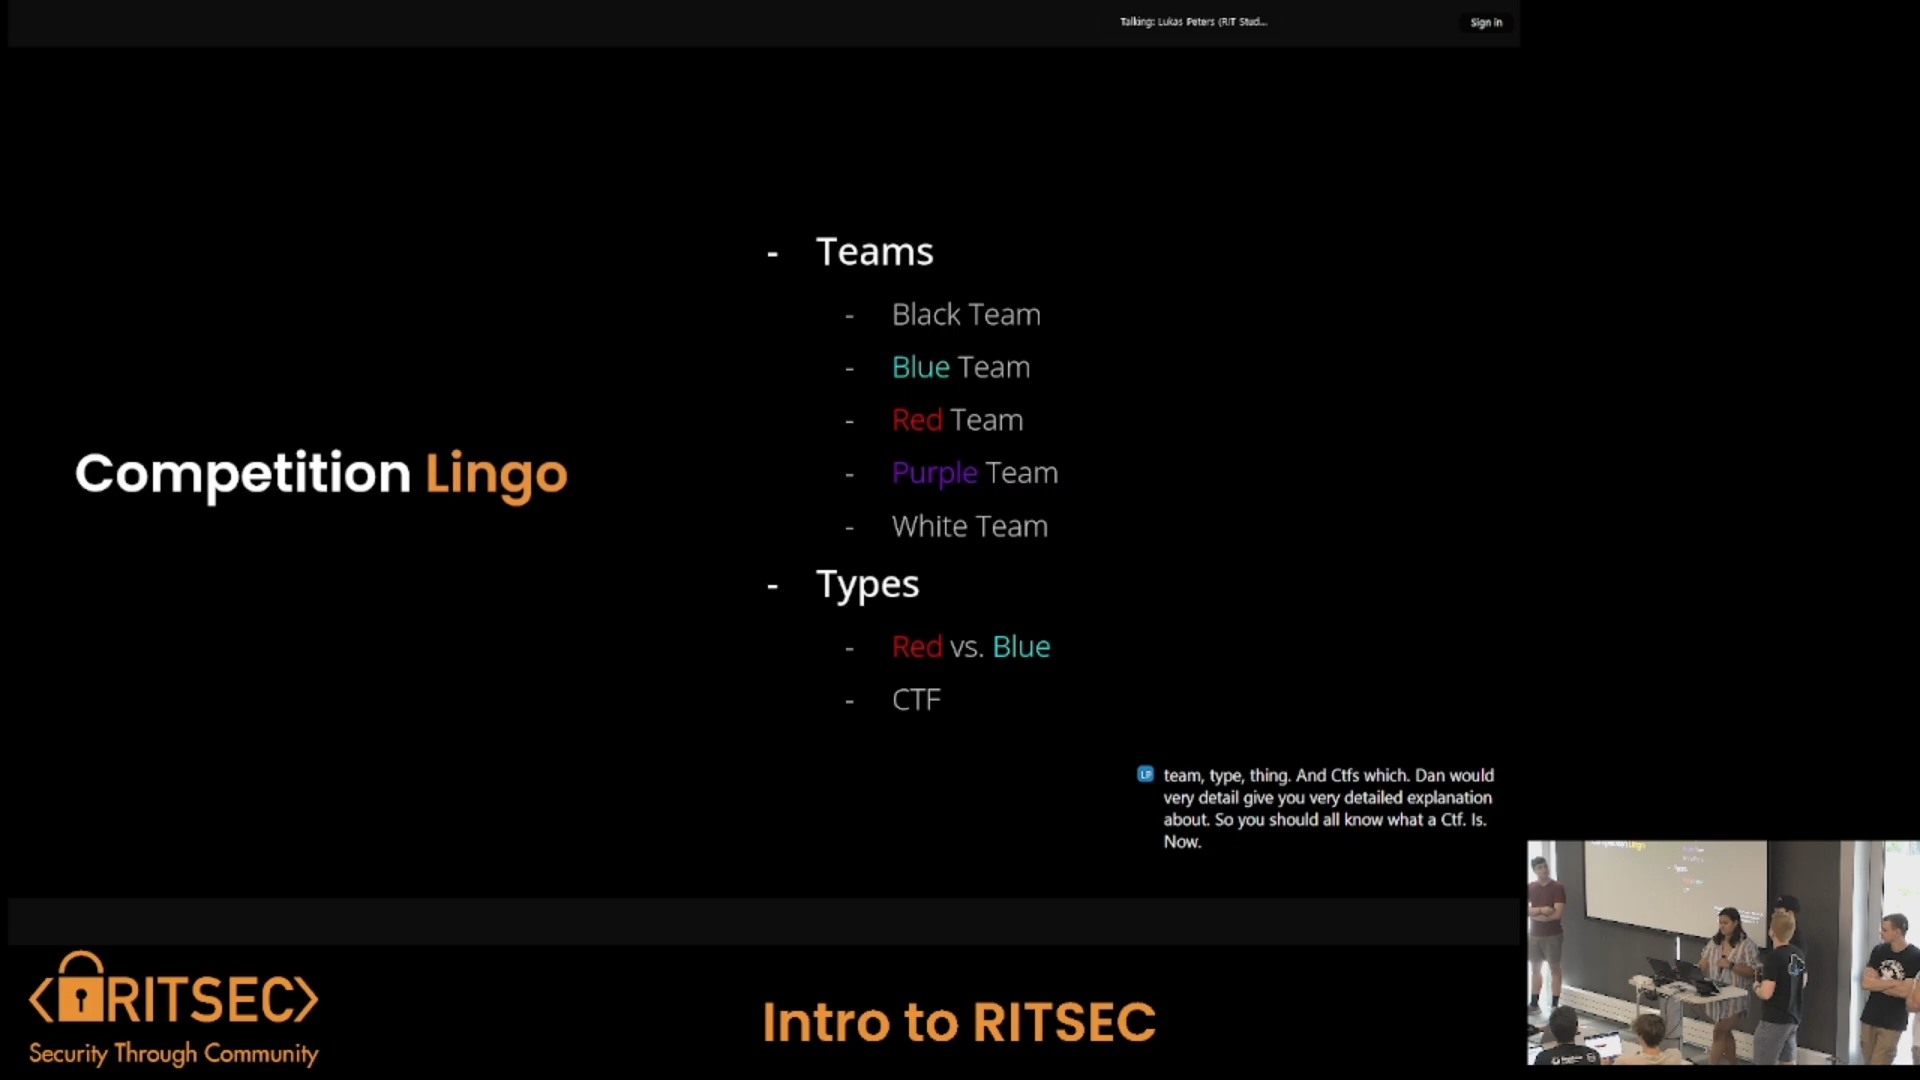 Talking: Lukas Peters (RIT Stud...
Sign in
Competition Lingo
- Teams
- Black Team
- Blue Team
- Red Team
- Purple Team
- White Team
- Types
- Red vs. Blue
- CTF
LP
team, type, thing. And Ctfs which. Dan would
very detail give you very detailed explanation
about. So you should all know what a Ctf. Is.
Now.
<RITSEC>
Security Through Community
Intro to RITSEC